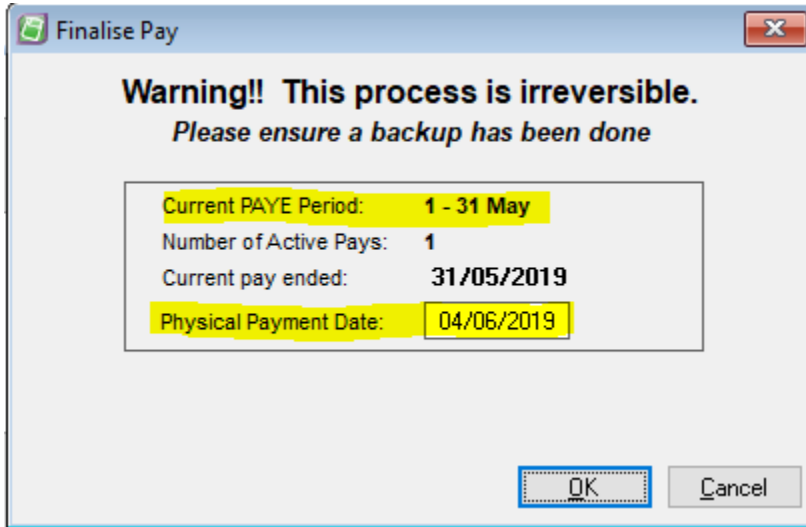 Finalise Pay
Warning!! This process is irreversible.
Please ensure a backup has been done
Current PAYE Period: 1 - 31 May
Number of Active Pays: 1
Current pay ended: 31/05/2019
Physical Payment Date: 04/06/2019
OK Cancel